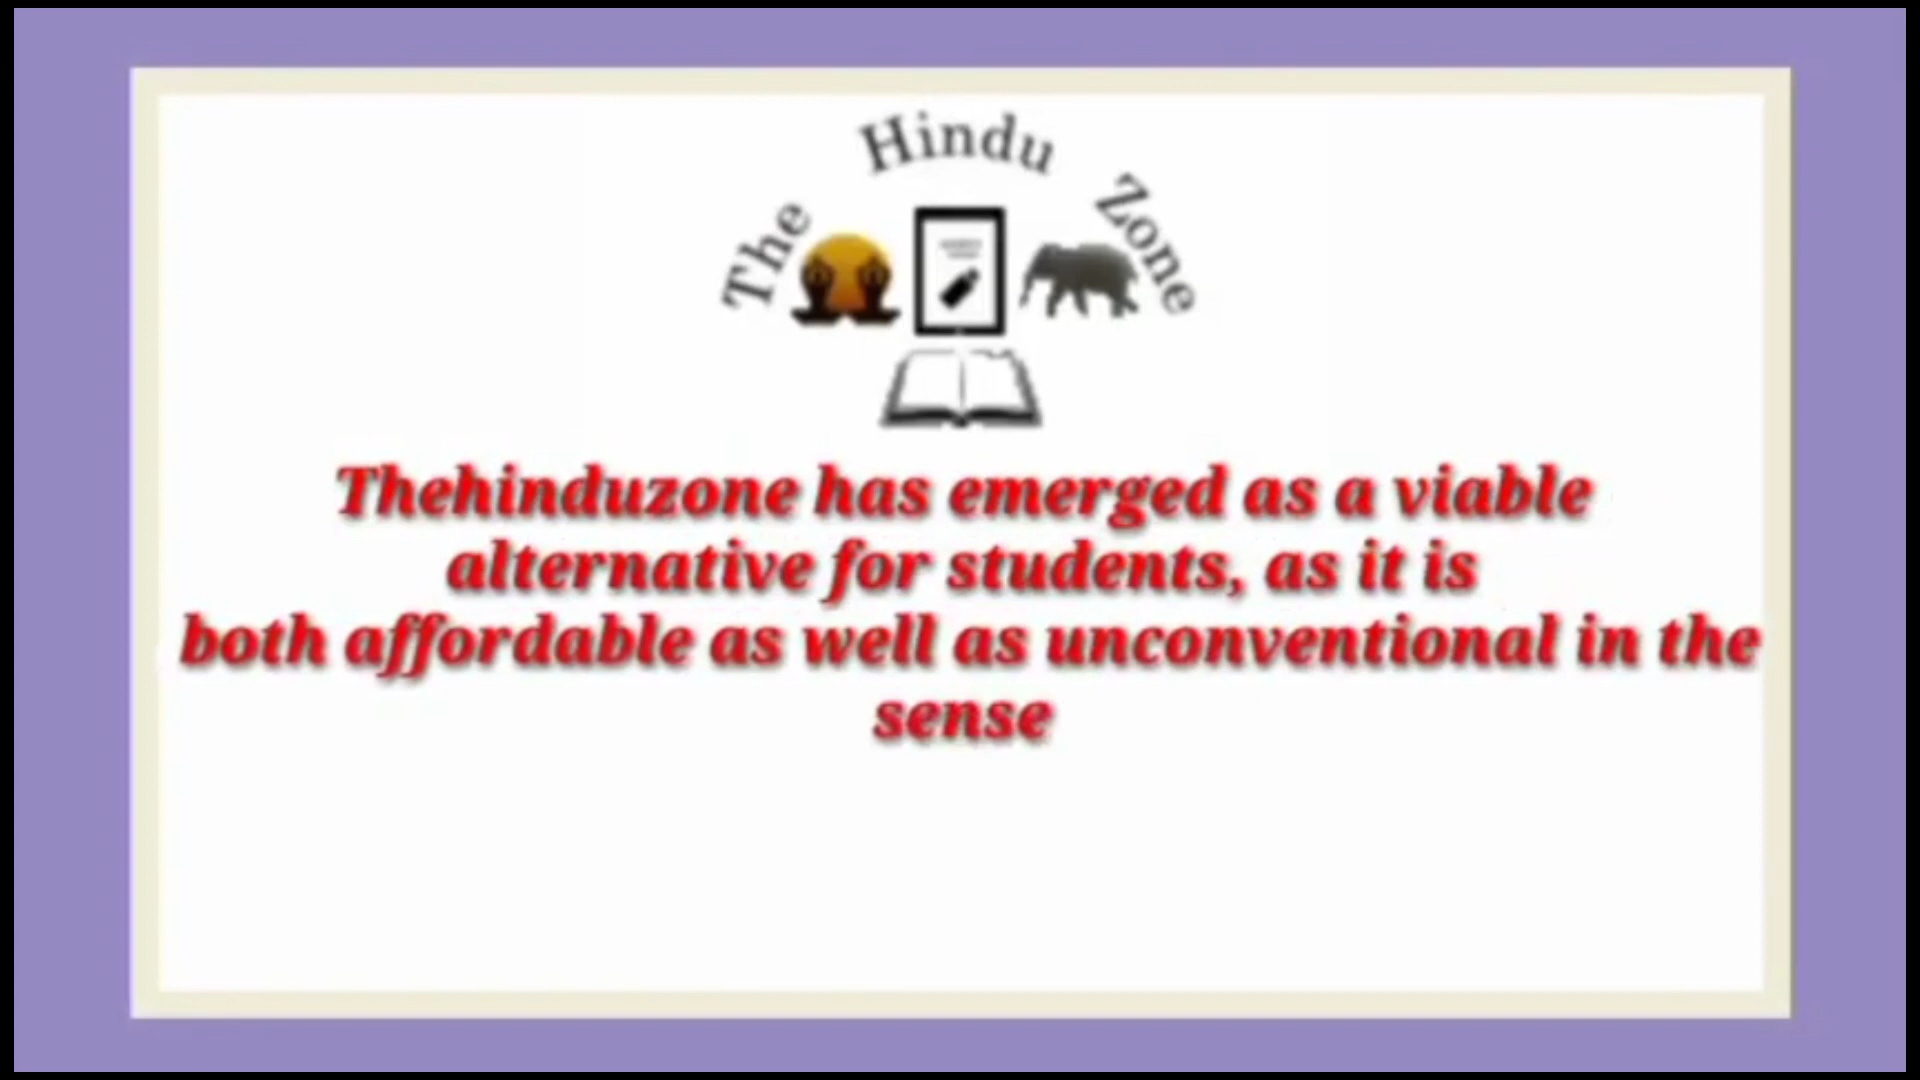 The Hindu Zone
Thehinduzone has emerged as a viable
alternative for students, as it is
both affordable as well as unconventional in the
sense